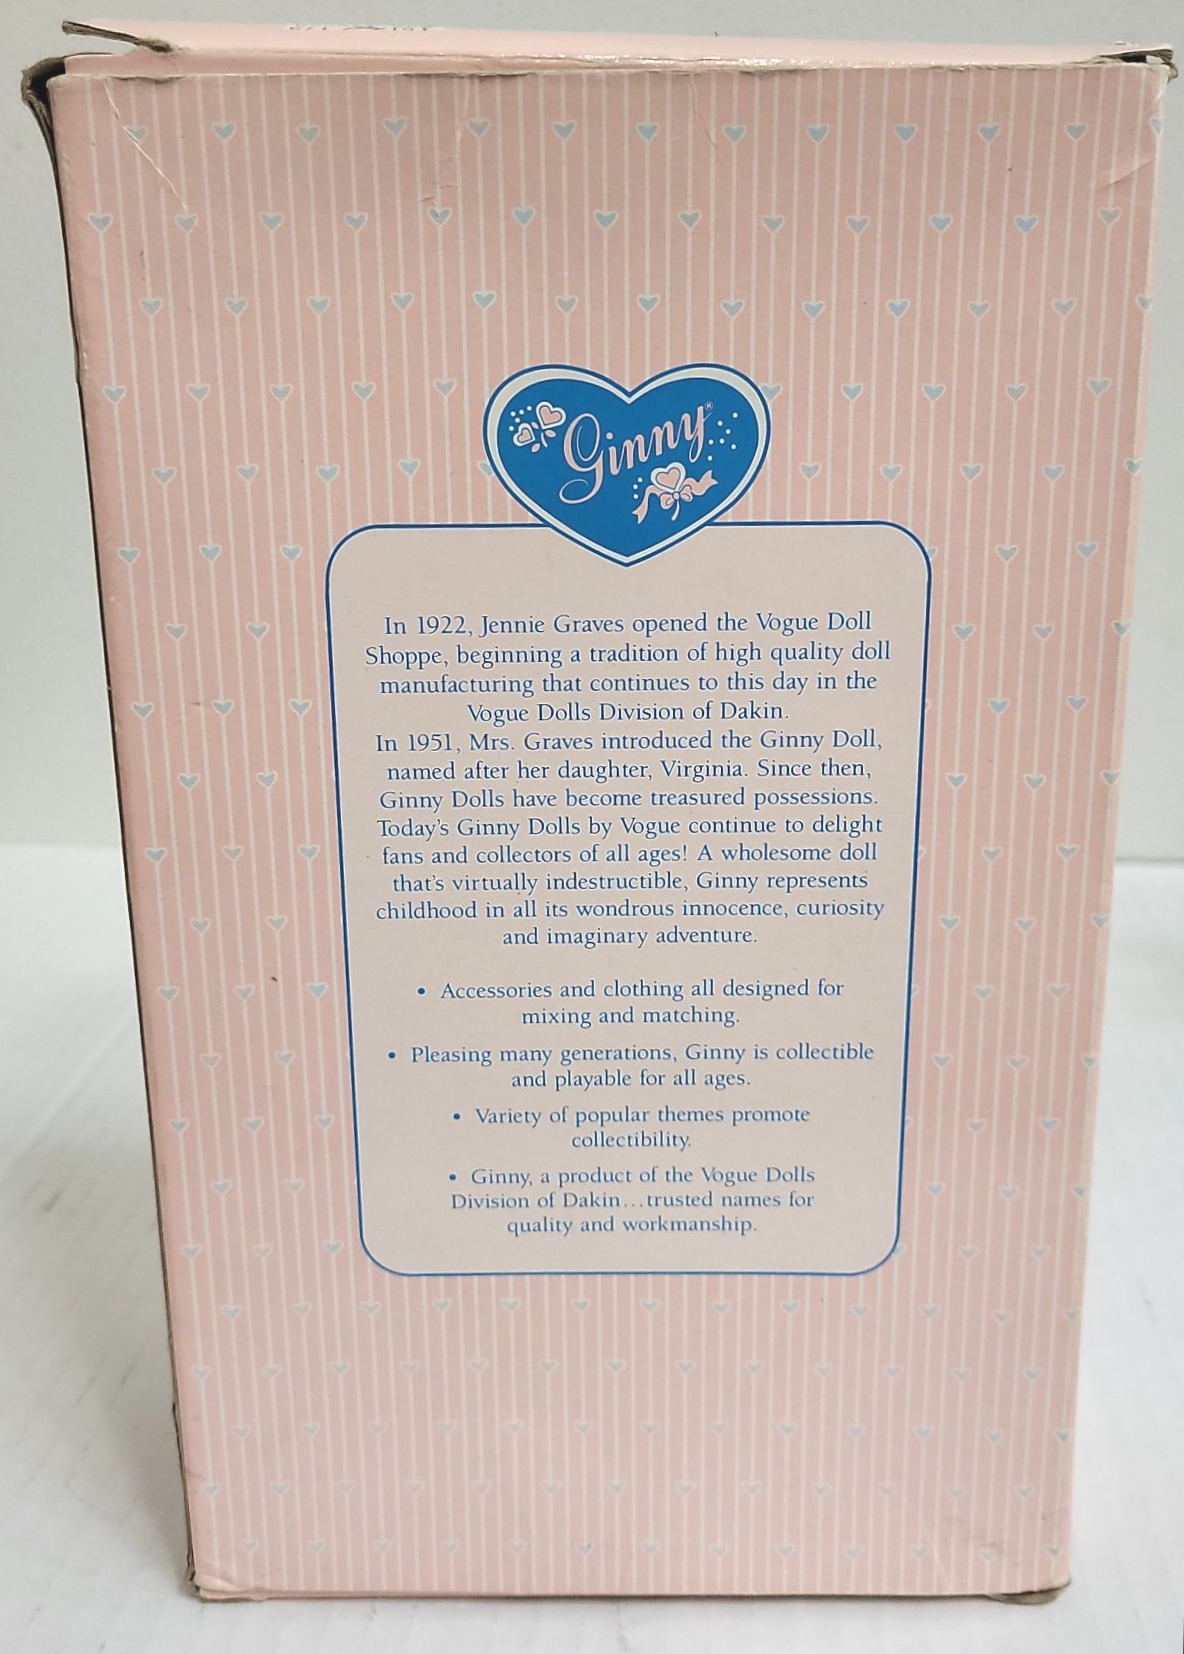 Ginny®
In 1922, Jennie Graves opened the Vogue Doll
Shoppe, beginning a tradition of high quality doll
manufacturing that continues to this day in the
Vogue Dolls Division of Dakin.
In 1951, Mrs. Graves introduced the Ginny Doll,
named after her daughter, Virginia. Since then,
Ginny Dolls have become treasured possessions.
Today's Ginny Dolls by Vogue continue to delight
fans and collectors of all ages! A wholesome doll
that's virtually indestructible, Ginny represents
childhood in all its wondrous innocence, curiosity
and imaginary adventure.
• Accessories and clothing all designed for
mixing and matching.
• Pleasing many generations, Ginny is collectible
and playable for all ages.
• Variety of popular themes promote
collectibility.
• Ginny, a product of the Vogue Dolls
Division of Dakin...trusted names for
quality and workmanship.